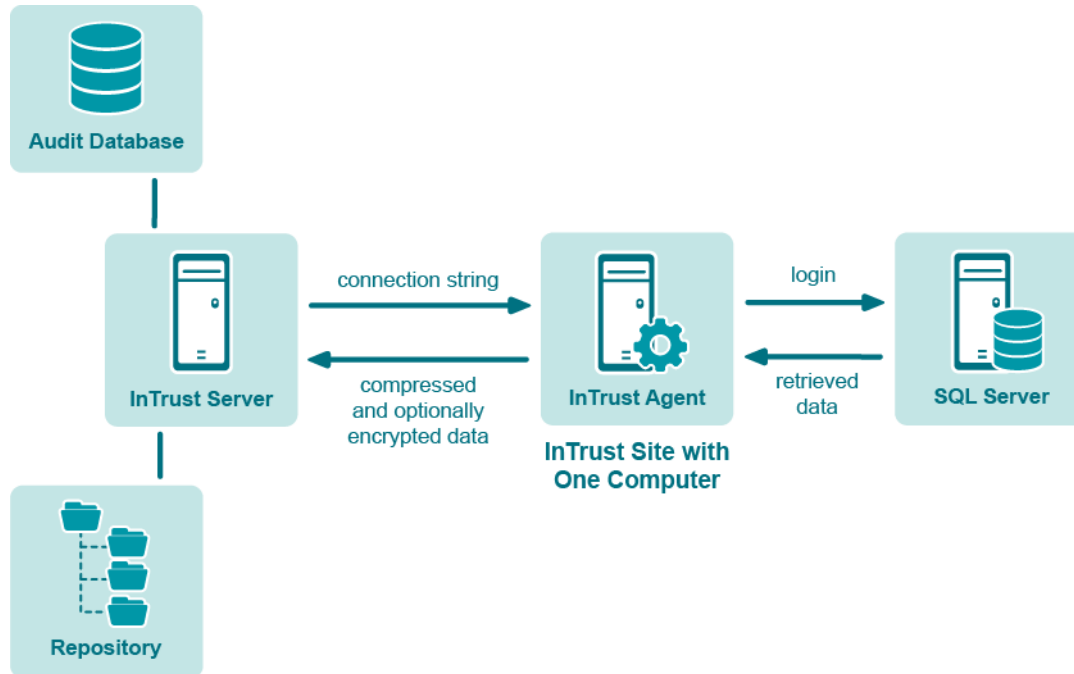 Audit Database
connection string
login
InTrust Server
compressed
and optionally
encrypted data
InTrust Agent
retrieved
data
SQL Server
InTrust Site with
One Computer
Repository